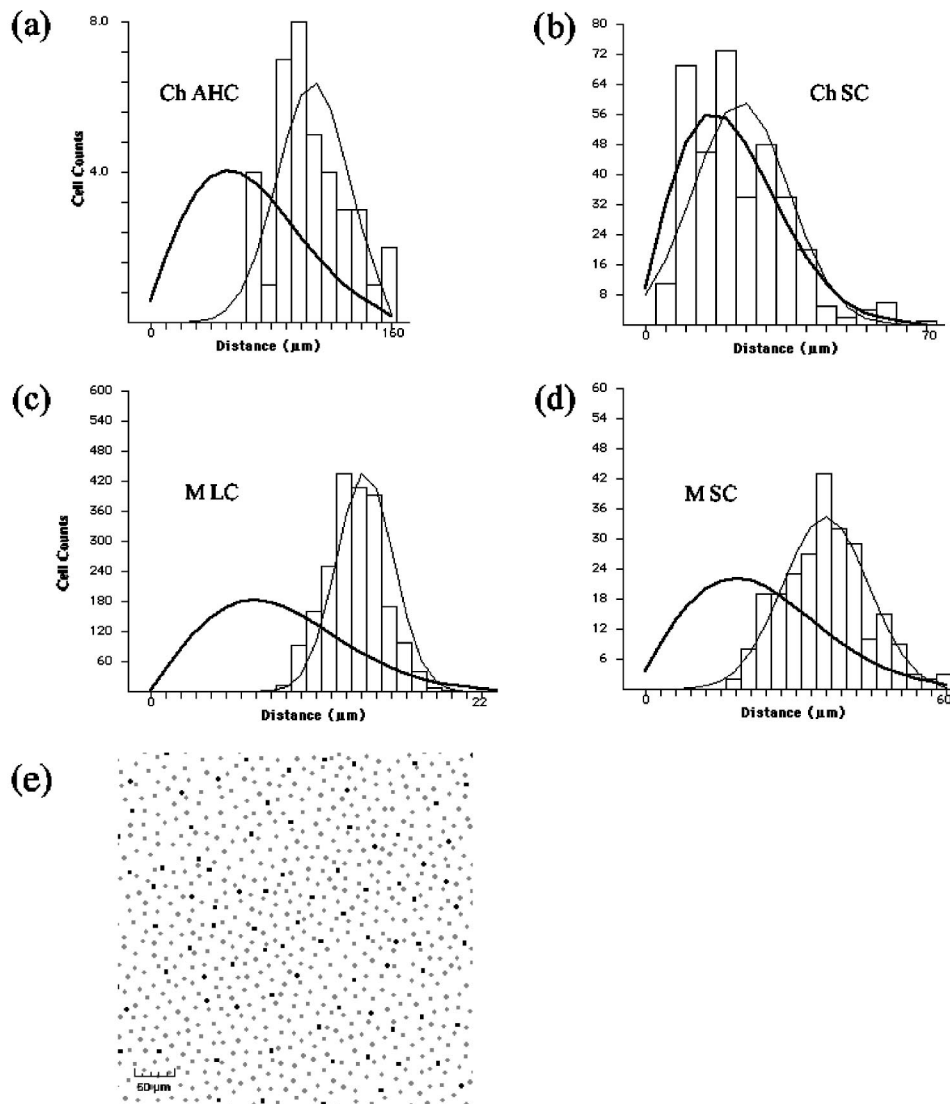 (a)
8.0
4.0
Cell Counts
Ch AHC
0
160
Distance (µm)
(b)
80
72
64
56
48
40
32
24
16
8
Ch SC
0
70
Distance (µm)
(c)
600
540
480
420
360
300
240
180
120
60
Cell Counts
M LC
0
22
Distance (µm)
(d)
60
54
48
42
36
30
24
18
12
6
M SC
0
60
Distance (µm)
(e)
50 µm